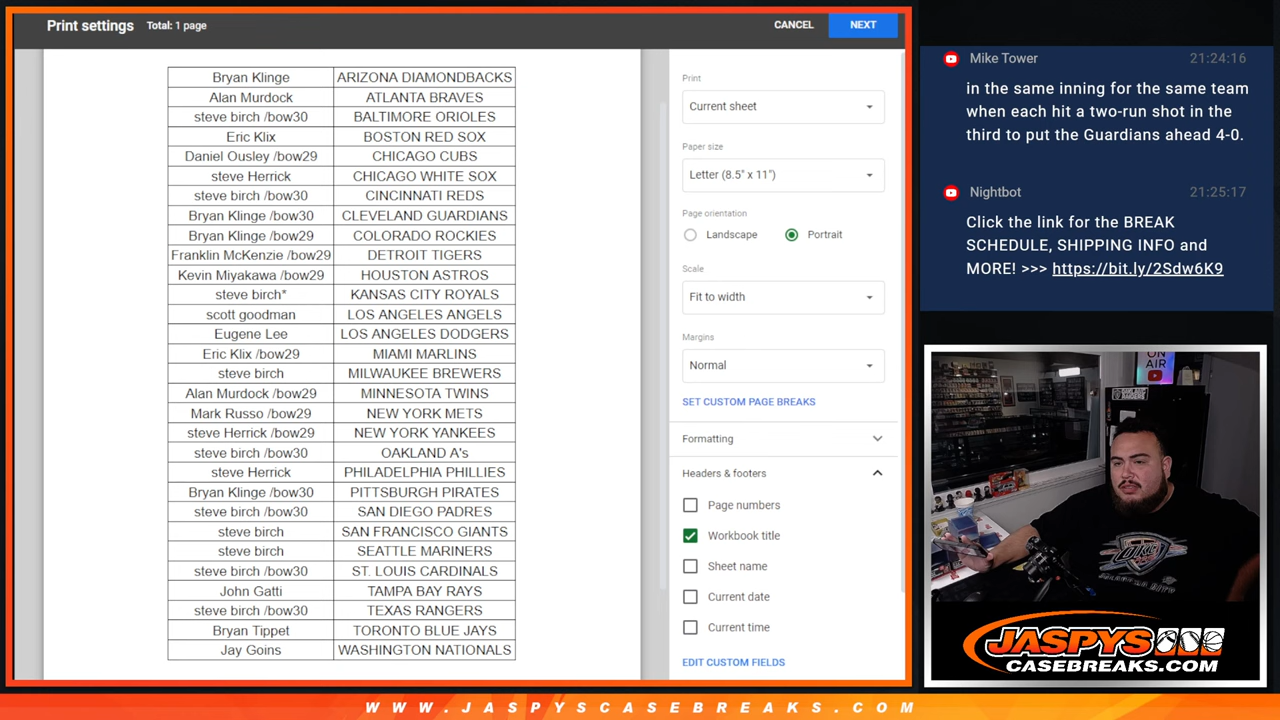 Print settings Total: 1 page CANCEL NEXT
Bryan Klinge ARIZONA DIAMONDBACKS
Alan Murdock ATLANTA BRAVES
steve birch /bow30 BALTIMORE ORIOLES
Eric Klix BOSTON RED SOX
Daniel Ousley /bow29 CHICAGO CUBS
steve Herrick CHICAGO WHITE SOX
steve birch /bow30 CINCINNATI REDS
Bryan Klinge /bow30 CLEVELAND GUARDIANS
Bryan Klinge /bow29 COLORADO ROCKIES
Franklin McKenzie /bow29 DETROIT TIGERS
Kevin Miyakawa /bow29 HOUSTON ASTROS
steve birch* KANSAS CITY ROYALS
scott goodman LOS ANGELES ANGELS
Eugene Lee LOS ANGELES DODGERS
Eric Klix /bow29 MIAMI MARLINS
steve birch MILWAUKEE BREWERS
Alan Murdock /bow29 MINNESOTA TWINS
Mark Russo /bow29 NEW YORK METS
steve Herrick /bow29 NEW YORK YANKEES
steve birch /bow30 OAKLAND A's
steve Herrick PHILADELPHIA PHILLIES
Bryan Klinge /bow30 PITTSBURGH PIRATES
steve birch /bow30 SAN DIEGO PADRES
steve birch SAN FRANCISCO GIANTS
steve birch SEATTLE MARINERS
steve birch /bow30 ST. LOUIS CARDINALS
John Gatti TAMPA BAY RAYS
steve birch /bow30 TEXAS RANGERS
Bryan Tippet TORONTO BLUE JAYS
Jay Goins WASHINGTON NATIONALS
Print
Current sheet
Paper size
Letter (8.5" x 11")
Page orientation
Landscape Portrait
Scale
Fit to width
Margins
Normal
SET CUSTOM PAGE BREAKS
Formatting
Headers & footers
Page numbers
Workbook title
Sheet name
Current date
Current time
EDIT CUSTOM FIELDS
Mike Tower 21:24:16
in the same inning for the same team
when each hit a two-run shot in the
third to put the Guardians ahead 4-0.
Nightbot 21:25:17
Click the link for the BREAK
SCHEDULE, SHIPPING INFO and
MORE! >>> https://bit.ly/2Sdw6K9
ON
AIR
OKC
JASPYS
CASEBREAKS.COM
WWW.JASPYSCASEBREAKS.COM